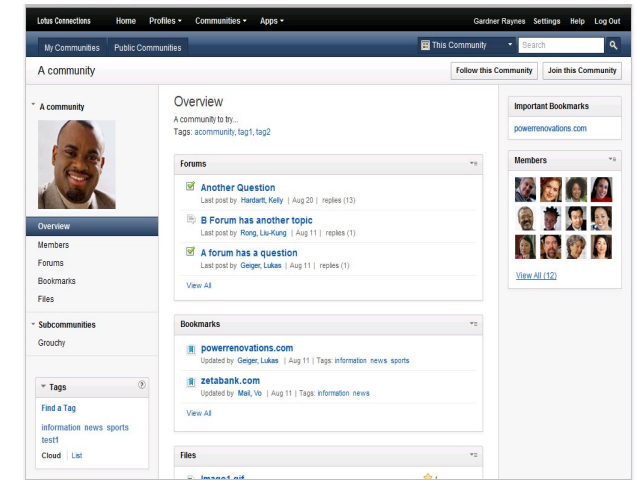 Lotus Connections Home Profiles Communities Apps Gardner Raynes Settings Help Log Out
My Communities Public Communities This Community Search
A community Follow this Community Join this Community
A community
Overview
Members
Forums
Bookmarks
Files
Subcommunities
Grouchy
Tags ?
Find a Tag
information news sports
test1
Cloud | List
Overview
A community to try...
Tags: acommunity, tag1, tag2
Forums
Another Question
Last post by Hardartt, Kelly | Aug 20 | replies (13)
B Forum has another topic
Last post by Rong, Liu-Kung | Aug 11 | replies (1)
A forum has a question
Last post by Geiger, Lukas | Aug 11 | replies (1)
View All
Bookmarks
powerrenovations.com
Updated by Geiger, Lukas | Aug 11 | Tags: information news sports
zetabank.com
Updated by Mail, Vo | Aug 11 | Tags: information news
View All
Files
Image1.gif 1
Important Bookmarks
powerrenovations.com
Members
View All (12)